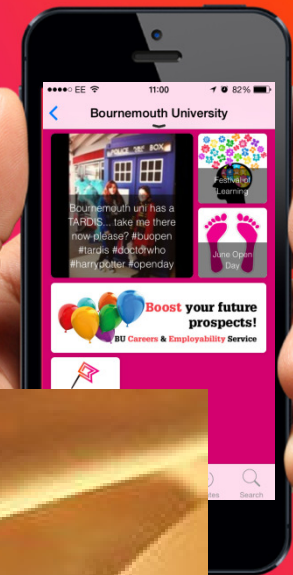 EE 11:00 82%
Bournemouth University
POLICE BOX
Bournemouth uni has a
TARDIS... take me there
now please? #buopen
#tardis #doctorwho
#harrypotter #openday
Festival of
Learning
June Open
Day
Boost your future
prospects!
BU Careers & Employability Service
Search